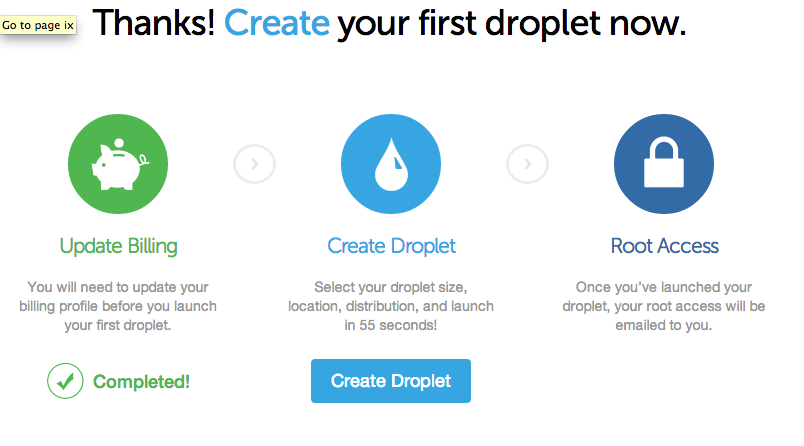 Go to page ix
Thanks! Create your first droplet now.
Update Billing
You will need to update your
billing profile before you launch
your first droplet.
Completed!
Create Droplet
Select your droplet size,
location, distribution, and launch
in 55 seconds!
Create Droplet
Root Access
Once you've launched your
droplet, your root access will be
emailed to you.